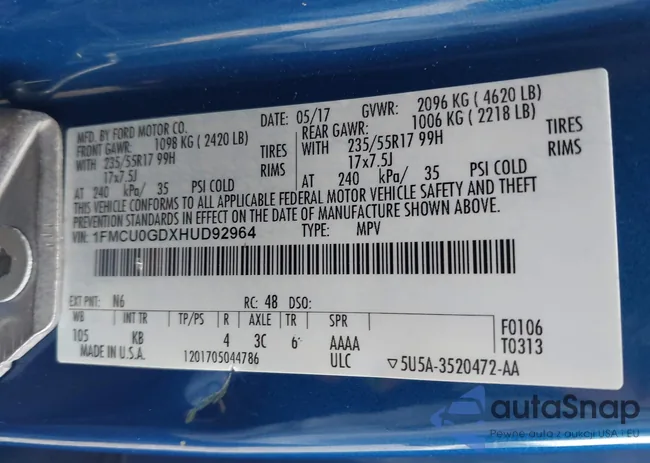 MFD. BY FORD MOTOR CO.
DATE: 05/17 GVWR: 2096 KG ( 4620 LB)
FRONT GAWR: 1098 KG ( 2420 LB)
REAR GAWR: 1006 KG ( 2218 LB)
WITH 235/55R17 99H TIRES
WITH 235/55R17 99H TIRES
17x7.5J RIMS
17x7.5J RIMS
AT 240 kPa/ 35 PSI COLD
AT 240 kPa/ 35 PSI COLD
THIS VEHICLE CONFORMS TO ALL APPLICABLE FEDERAL MOTOR VEHICLE SAFETY AND THEFT
PREVENTION STANDARDS IN EFFECT ON THE DATE OF MANUFACTURE SHOWN ABOVE.
VIN: 1FMCU0GDXHUD92964 TYPE: MPV
EXT PNT: N6 RC: 48 DSO:
WB INT TR TP/PS R AXLE TR SPR
105 KB 4 3C 6 AAAA
F0106
T0313
MADE IN U.S.A. 1201705044786 ULC ▽5U5A-3520472-AA
autoSnap
Pewne auto z aukcji USA i EU